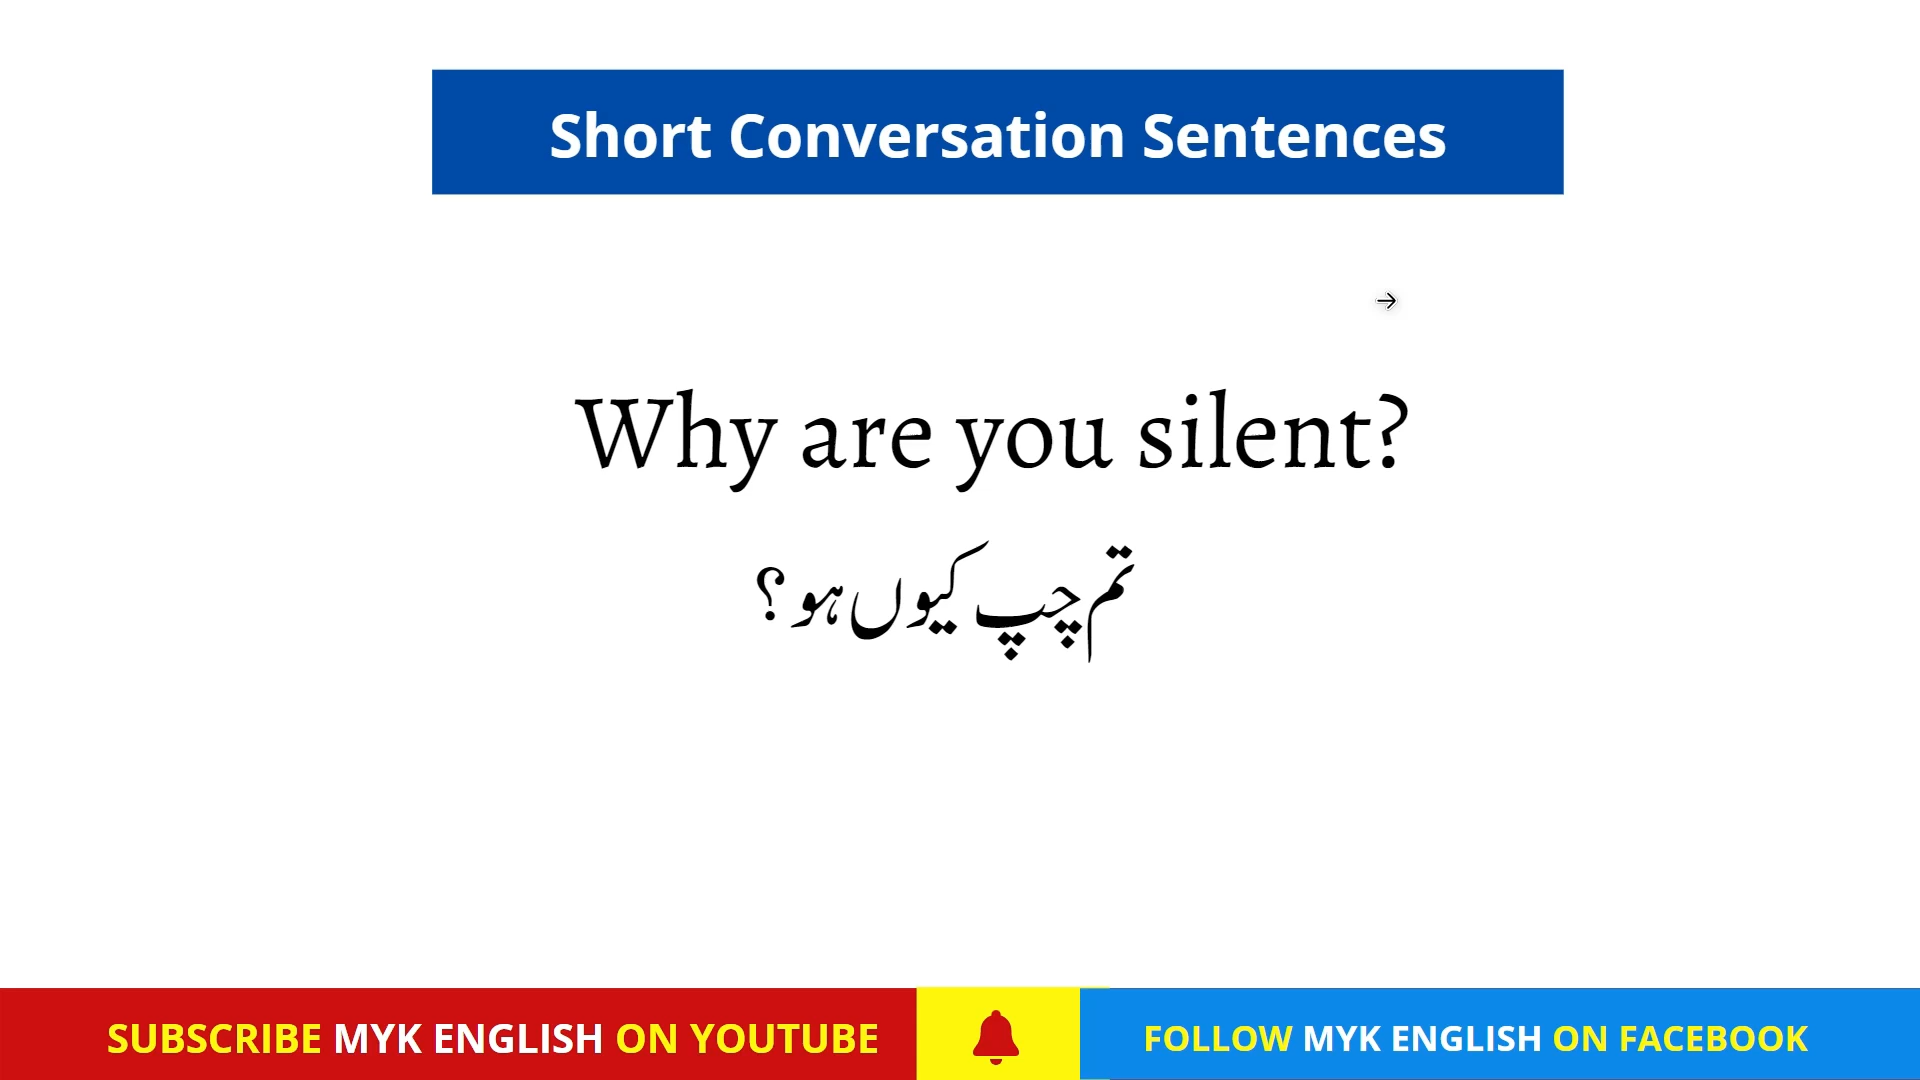 Short Conversation Sentences
Why are you silent?
تم چپ کیوں ہو ؟
SUBSCRIBE MYK ENGLISH ON YOUTUBE
FOLLOW MYK ENGLISH ON FACEBOOK